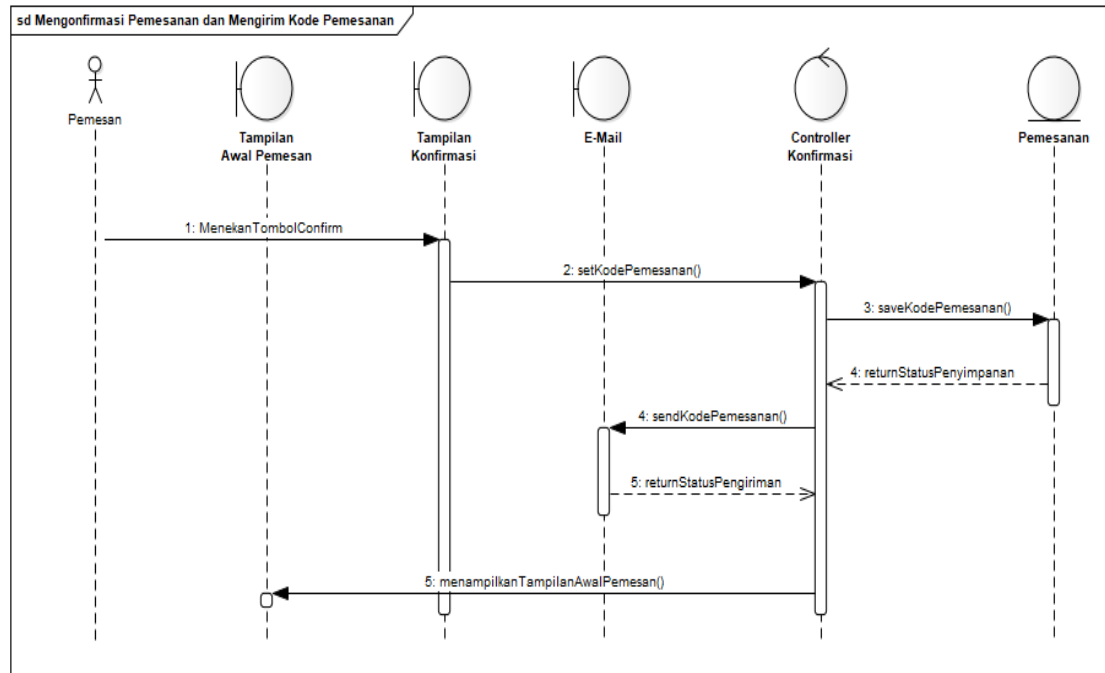 sd Mengonfirmasi Pemesanan dan Mengirim Kode Pemesanan
Pemesan
Tampilan
Awal Pemesan
Tampilan
Konfirmasi
E-Mail
Controller
Konfirmasi
Pemesanan
1: MenekanTombolConfirm
2: setKodePemesanan()
3: saveKodePemesanan()
4: returnStatusPenyimpanan
4: sendKodePemesanan()
5: returnStatusPengiriman
5: menampilkanTampilanAwalPemesan()